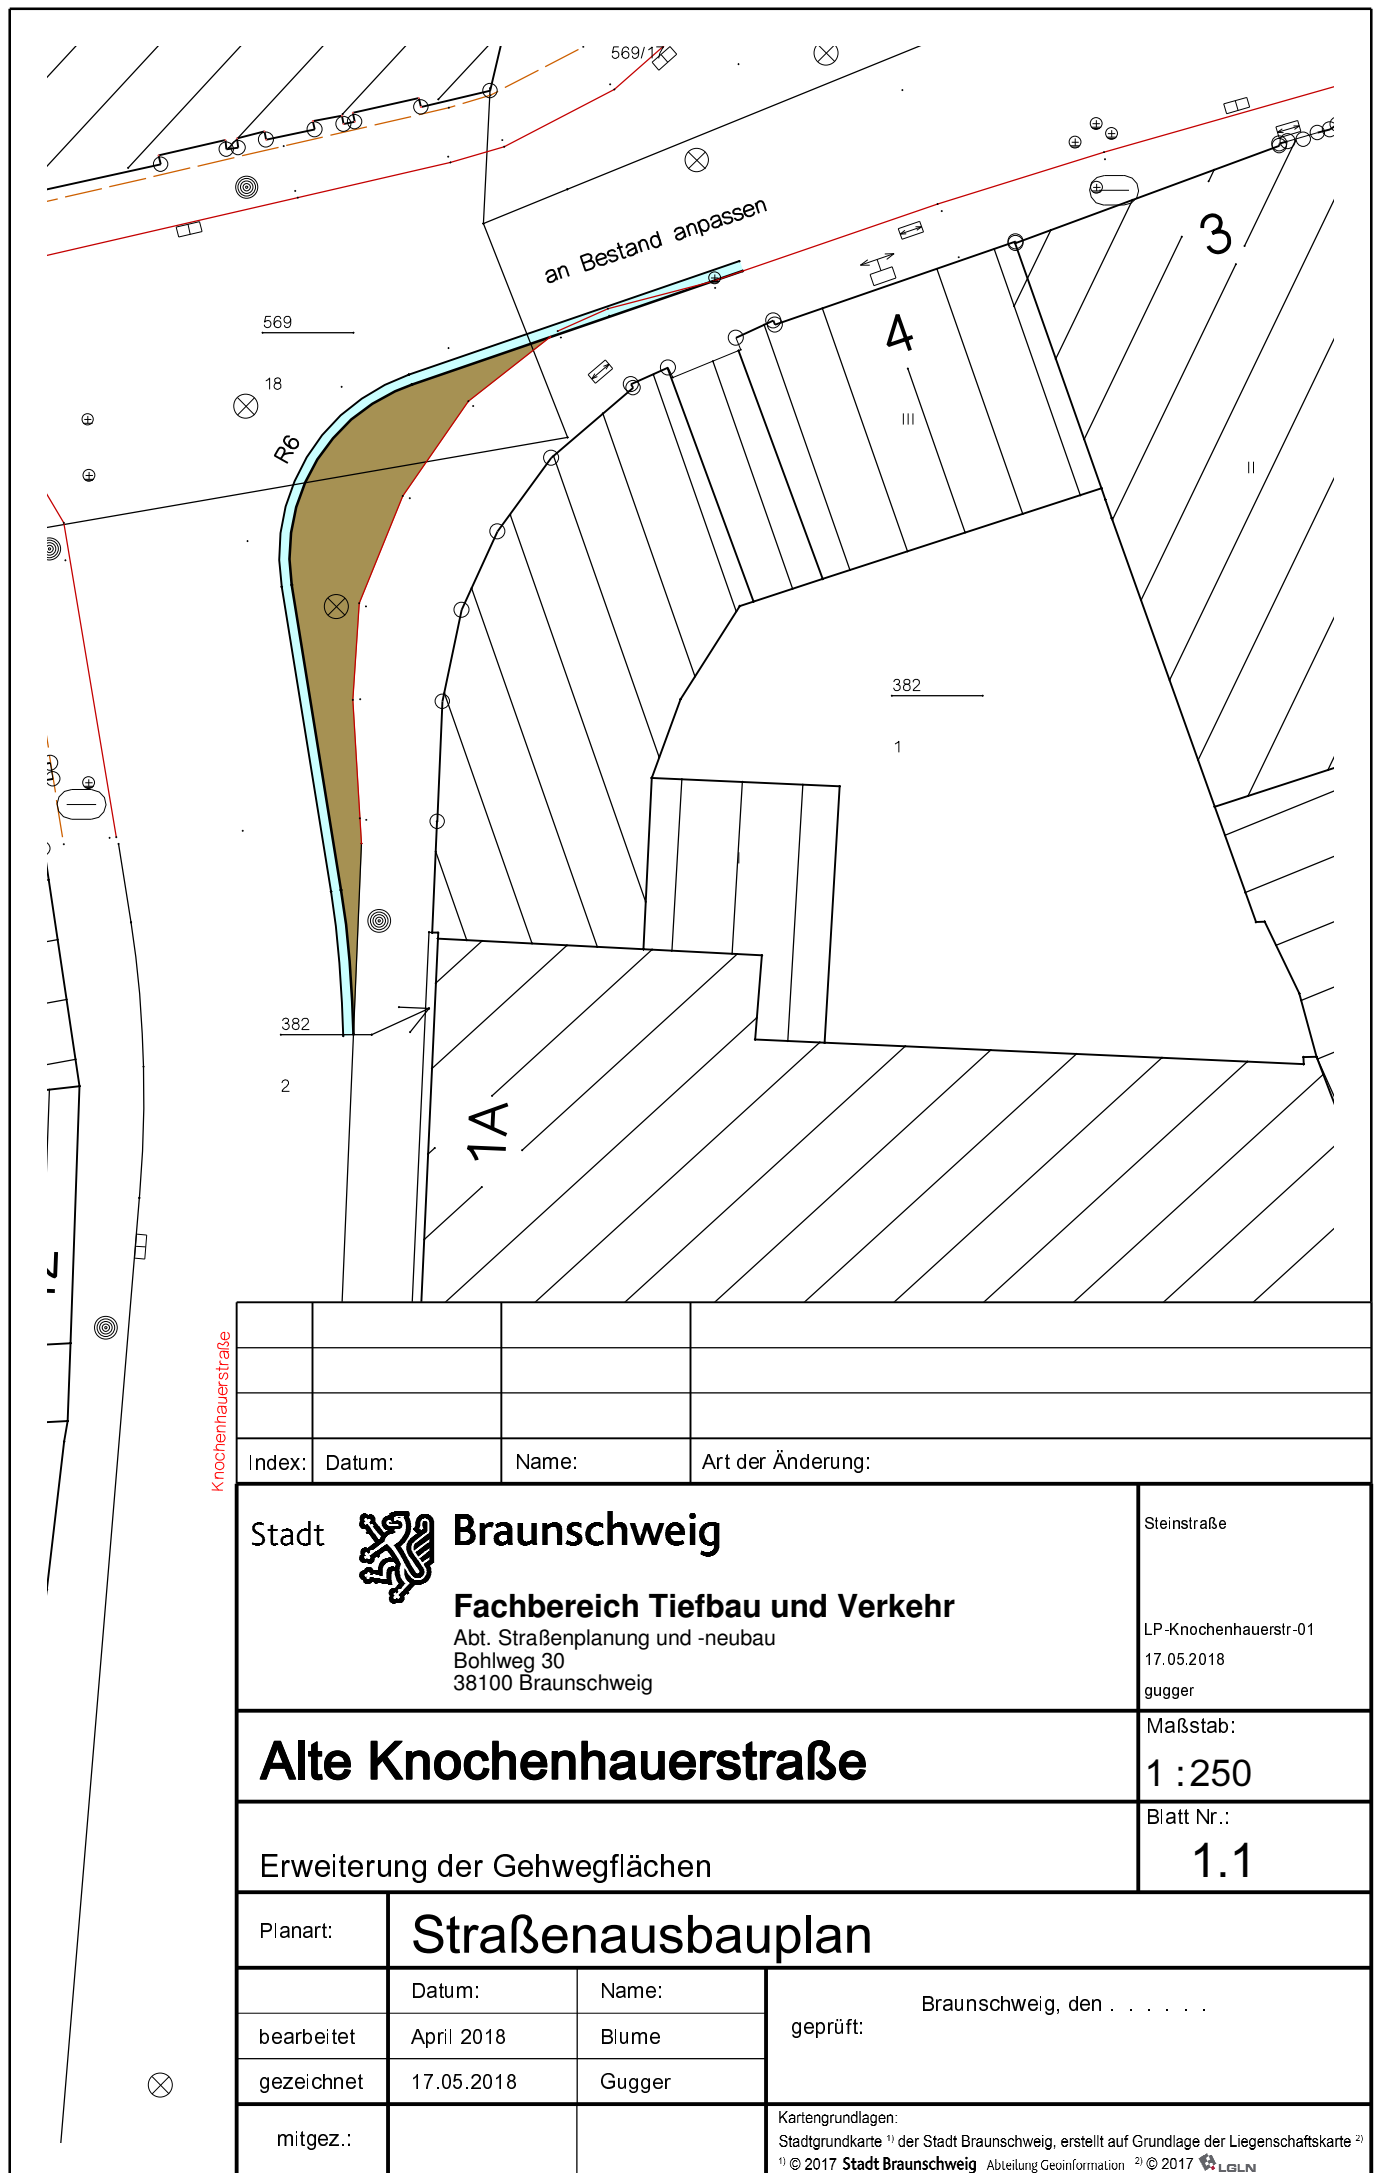 569/17
an Bestand anpassen
3
569
18
4
III
R6
II
382
1
I
382
2
1A
Knochenhauerstraße
Index: Datum: Name: Art der Änderung:
Stadt Braunschweig
Fachbereich Tiefbau und Verkehr
Abt. Straßenplanung und -neubau
Bohlweg 30
38100 Braunschweig
Steinstraße
LP-Knochenhauerstr-01
17.05.2018
gugger
Alte Knochenhauerstraße
Maßstab:
1 : 250
Erweiterung der Gehwegflächen
Blatt Nr.:
1.1
Planart: Straßenausbauplan
Datum: Name:
bearbeitet April 2018 Blume
gezeichnet 17.05.2018 Gugger
mitgez.:
Braunschweig, den . . . . . .
geprüft:
Kartengrundlagen:
Stadtgrundkarte 1) der Stadt Braunschweig, erstellt auf Grundlage der Liegenschaftskarte 2)
1) © 2017 Stadt Braunschweig Abteilung Geoinformation 2) © 2017 LGLN